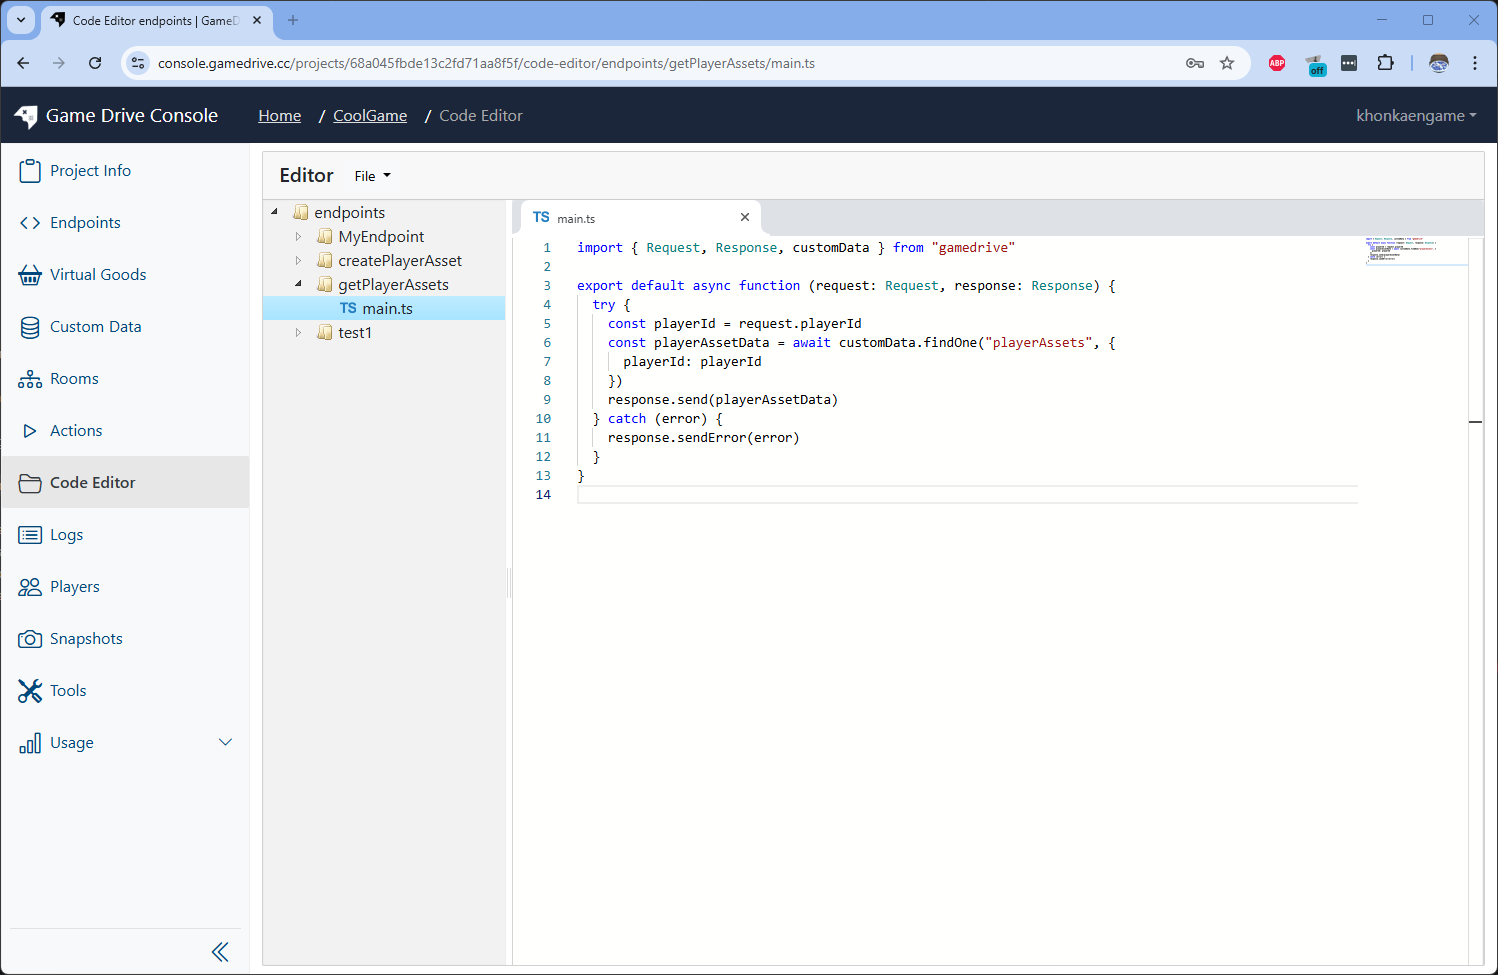 Code Editor endpoints | GameD
console.gamedrive.cc/projects/68a045fbde13c2fd71aa8f5f/code-editor/endpoints/getPlayerAssets/main.ts
ABP
off
Game Drive Console
Home / CoolGame / Code Editor
khonkaengame
Project Info
Endpoints
Virtual Goods
Custom Data
Rooms
Actions
Code Editor
Logs
Players
Snapshots
Tools
Usage
Editor File
endpoints
MyEndpoint
createPlayerAsset
getPlayerAssets
TS main.ts
test1
TS main.ts
1 import { Request, Response, customData } from "gamedrive"
2
3 export default async function (request: Request, response: Response) {
4 try {
5 const playerId = request.playerId
6 const playerAssetData = await customData.findOne("playerAssets", {
7 playerId: playerId
8 })
9 response.send(playerAssetData)
10 } catch (error) {
11 response.sendError(error)
12 }
13 }
14